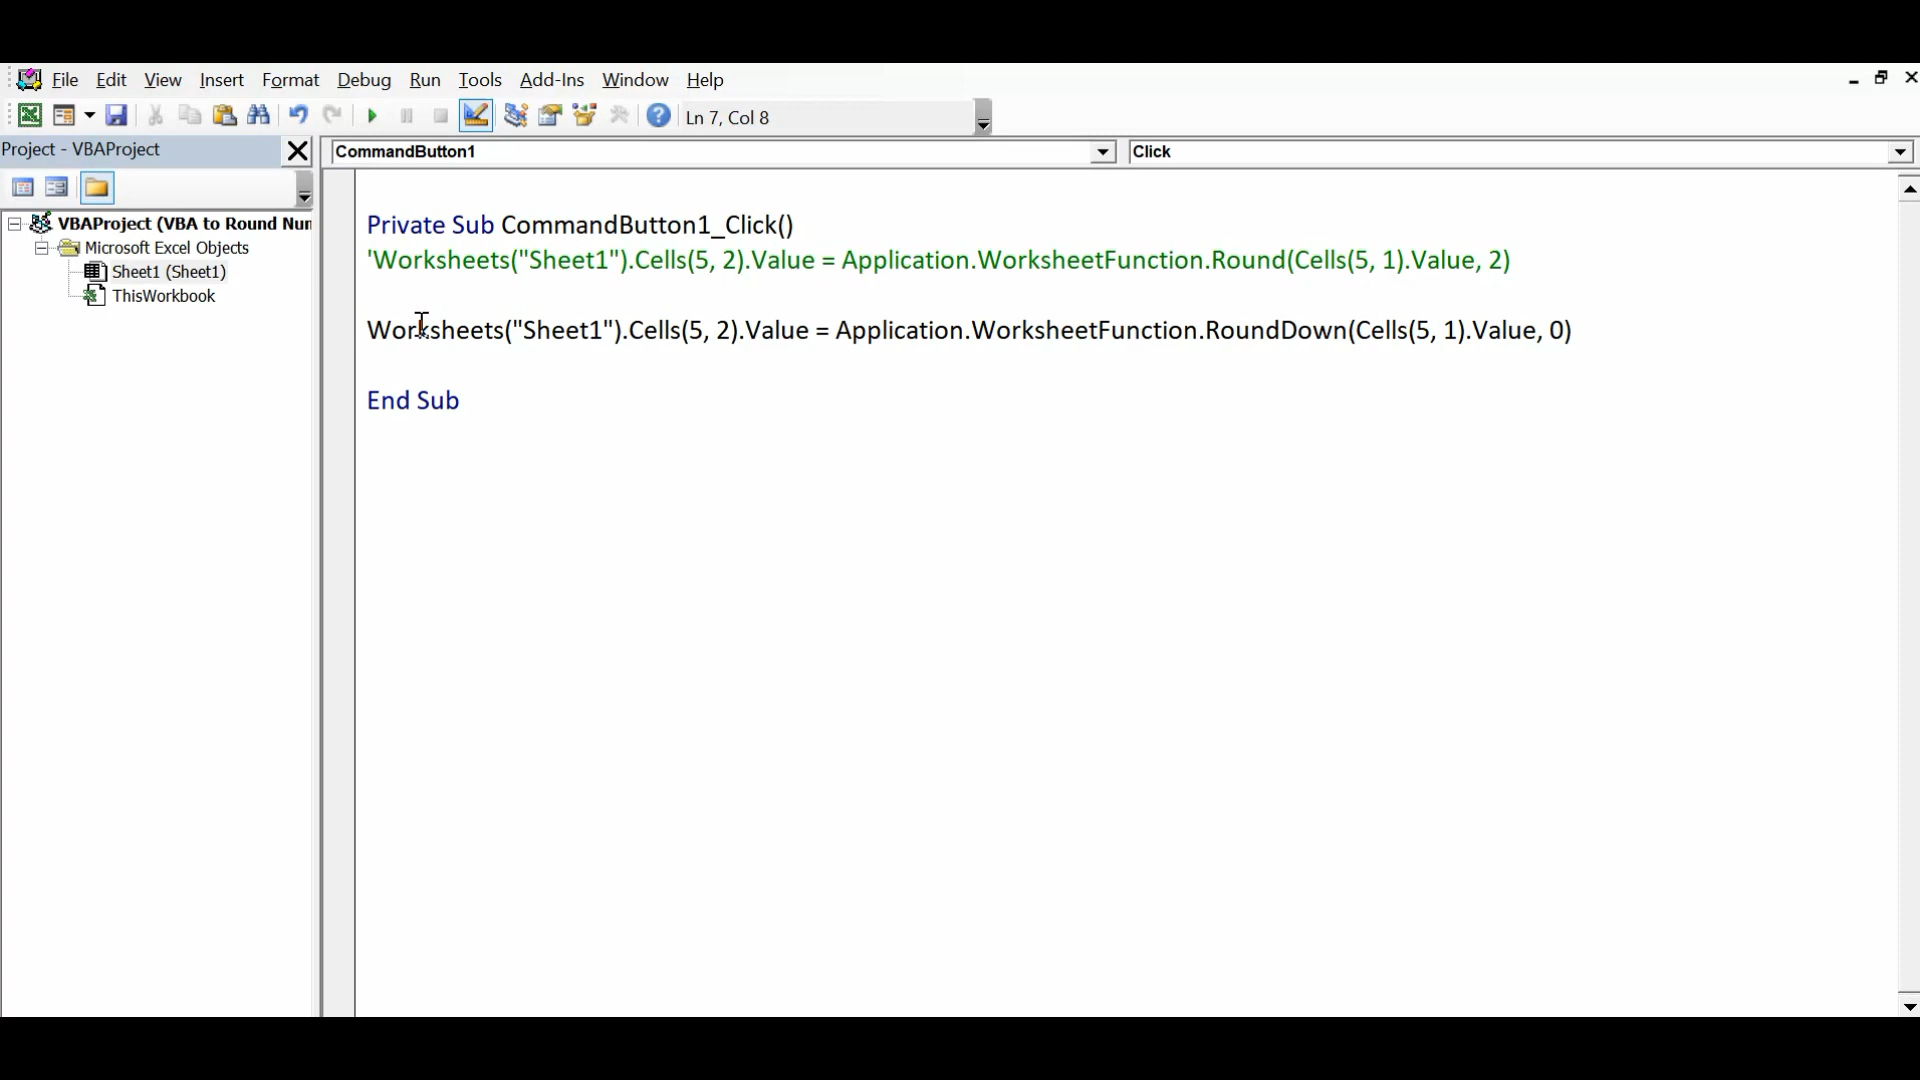 File Edit View Insert Format Debug Run Tools Add-Ins Window Help
Ln 7, Col 8
Project - VBAProject
CommandButton1
Click
VBAProject (VBA to Round Nun
Microsoft Excel Objects
Sheet1 (Sheet1)
ThisWorkbook
Private Sub CommandButton1_Click()
'Worksheets("Sheet1").Cells(5, 2).Value = Application.WorksheetFunction.Round(Cells(5, 1).Value, 2)
Worksheets("Sheet1").Cells(5, 2).Value = Application.WorksheetFunction.RoundDown(Cells(5, 1).Value, 0)
End Sub